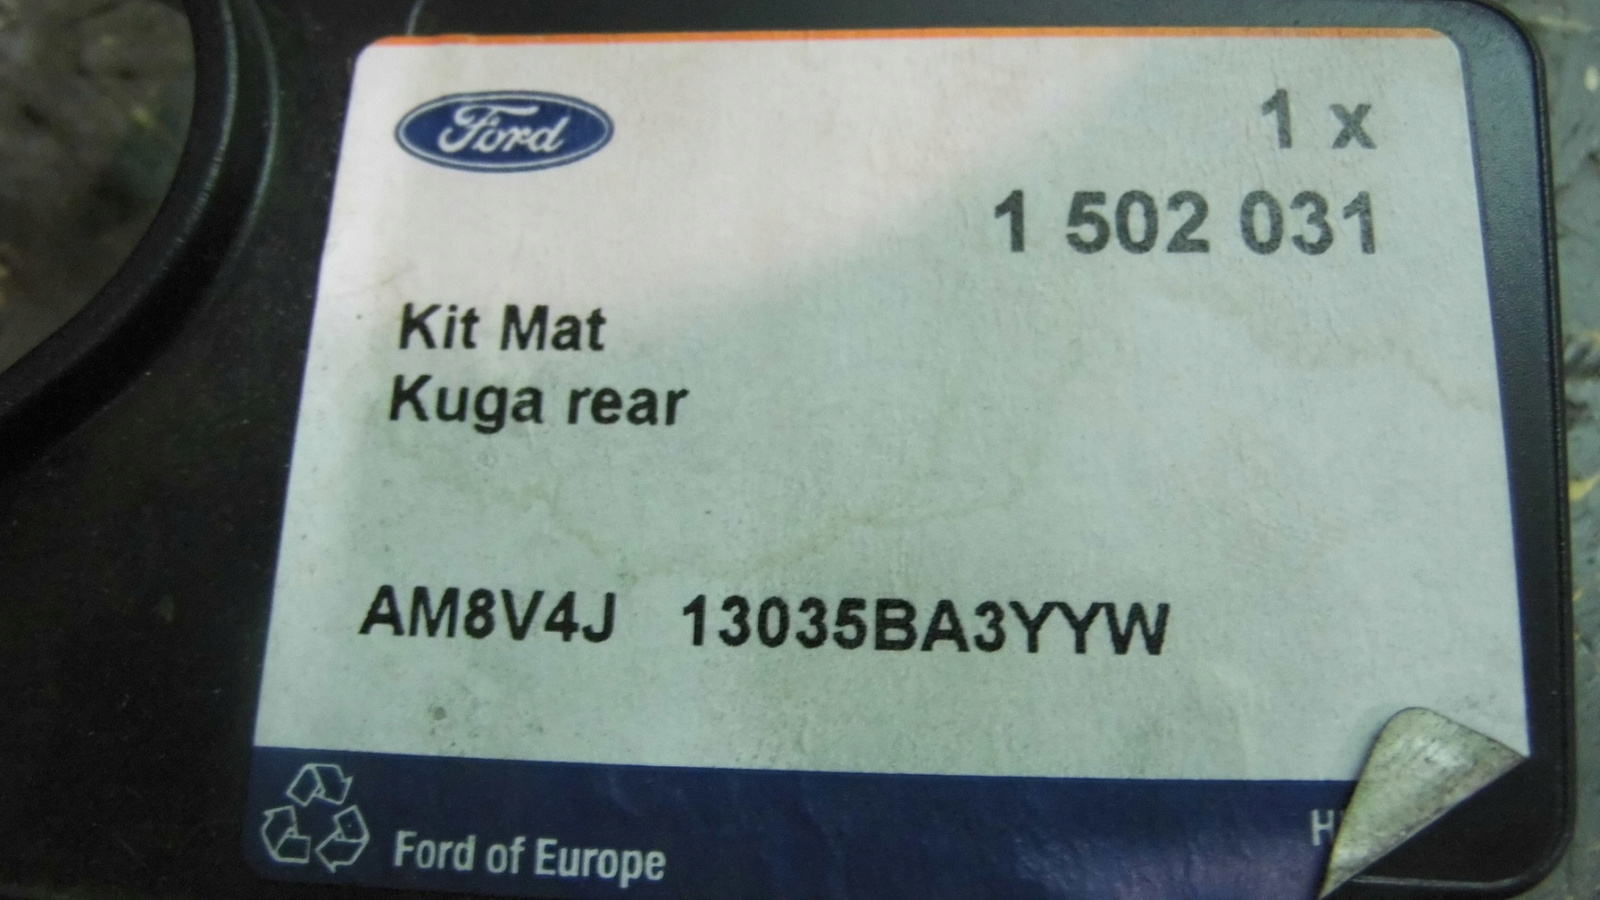 Ford
1 x
1 502 031
Kit Mat
Kuga rear
AM8V4J 13035BA3YYW
Ford of Europe